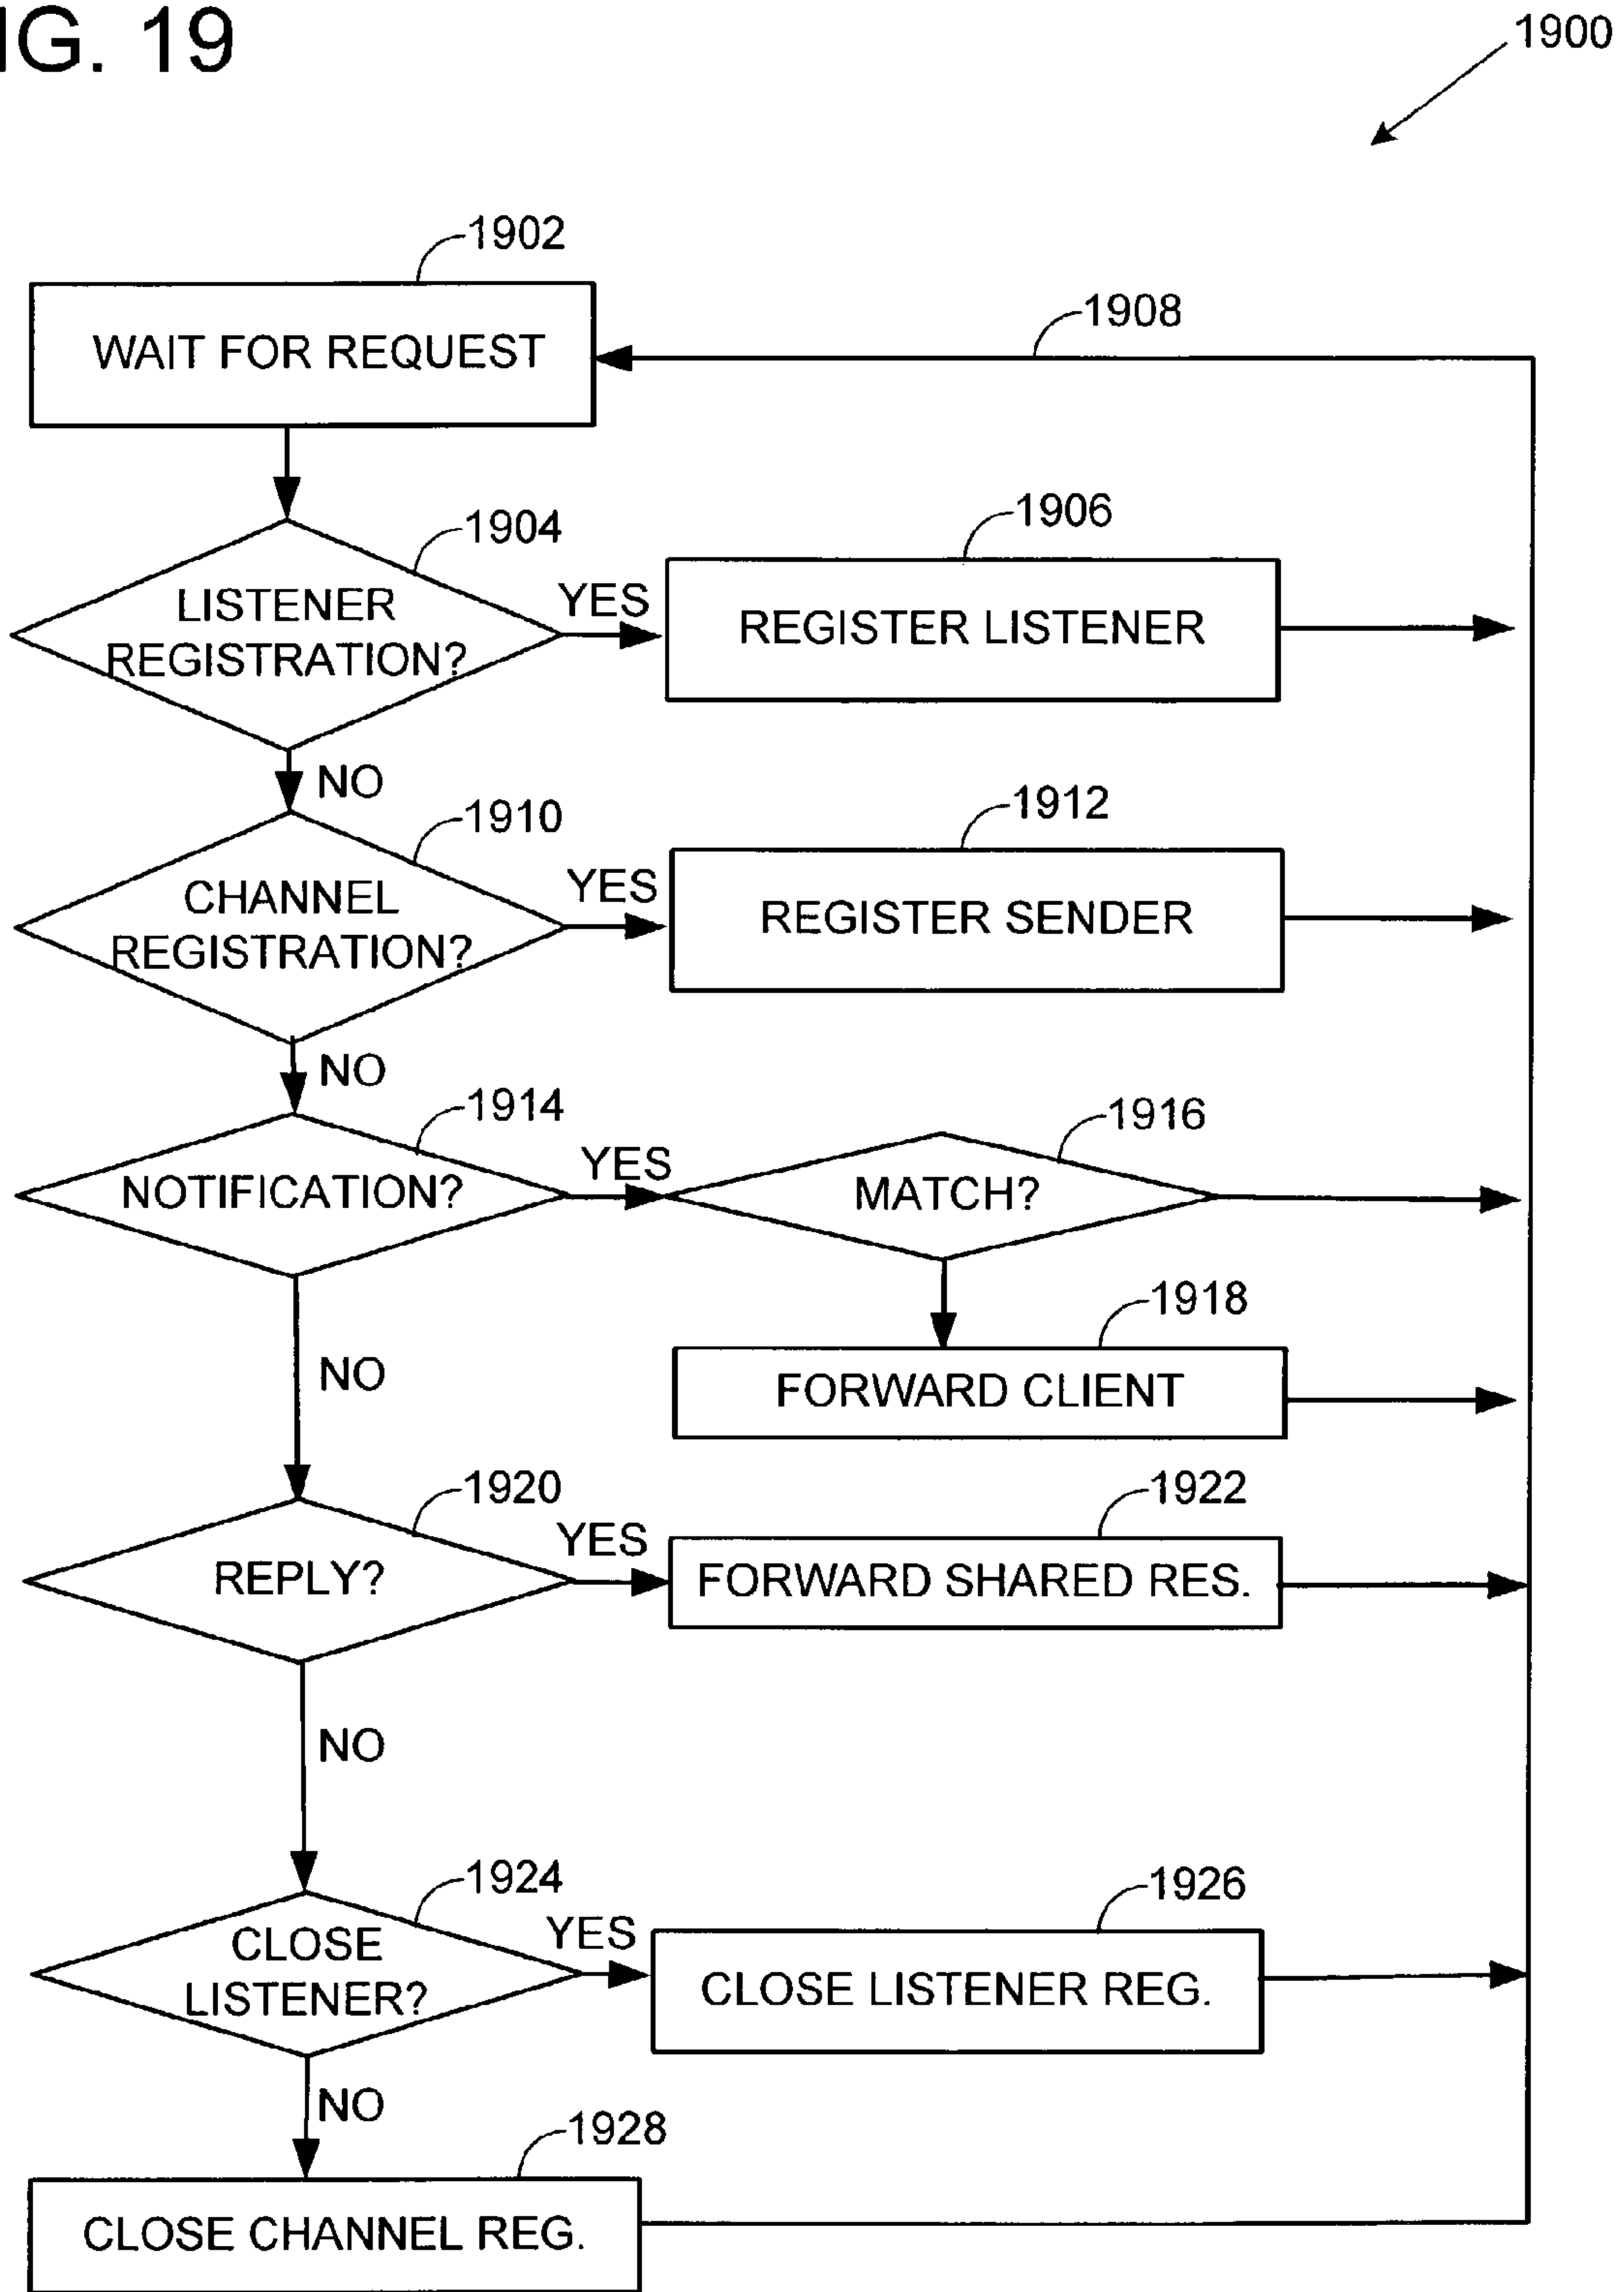 IG. 19
1900
1902
WAIT FOR REQUEST
1908
1904
LISTENER
REGISTRATION?
YES
1906
REGISTER LISTENER
NO
1910
CHANNEL
REGISTRATION?
YES
1912
REGISTER SENDER
NO
1914
NOTIFICATION?
YES
1916
MATCH?
1918
FORWARD CLIENT
NO
1920
REPLY?
YES
1922
FORWARD SHARED RES.
NO
1924
CLOSE
LISTENER?
YES
1926
CLOSE LISTENER REG.
NO
1928
CLOSE CHANNEL REG.